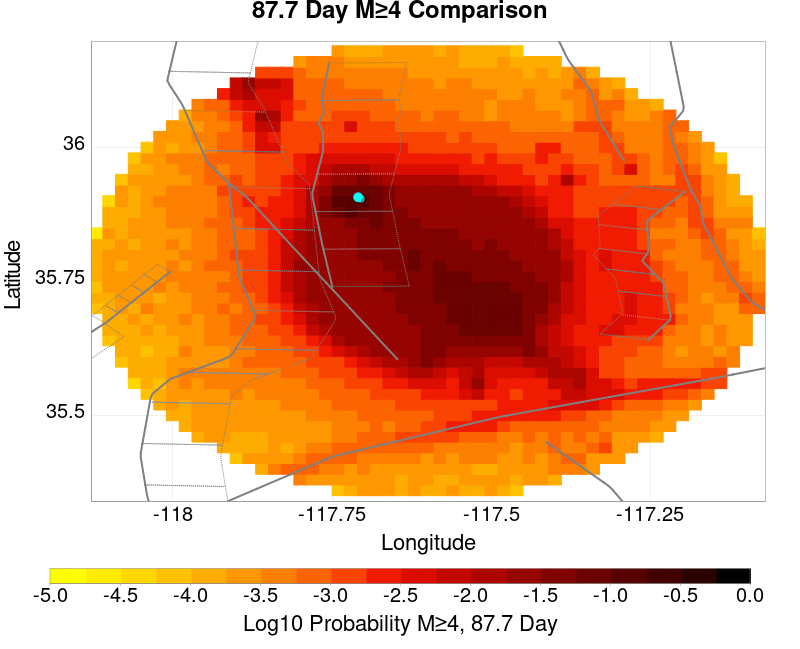 87.7 Day M≥4 Comparison
36
35.75
35.5
Latitude
-118 -117.75 -117.5 -117.25
Longitude
-5.0 -4.5 -4.0 -3.5 -3.0 -2.5 -2.0 -1.5 -1.0 -0.5 0.0
Log10 Probability M≥4, 87.7 Day